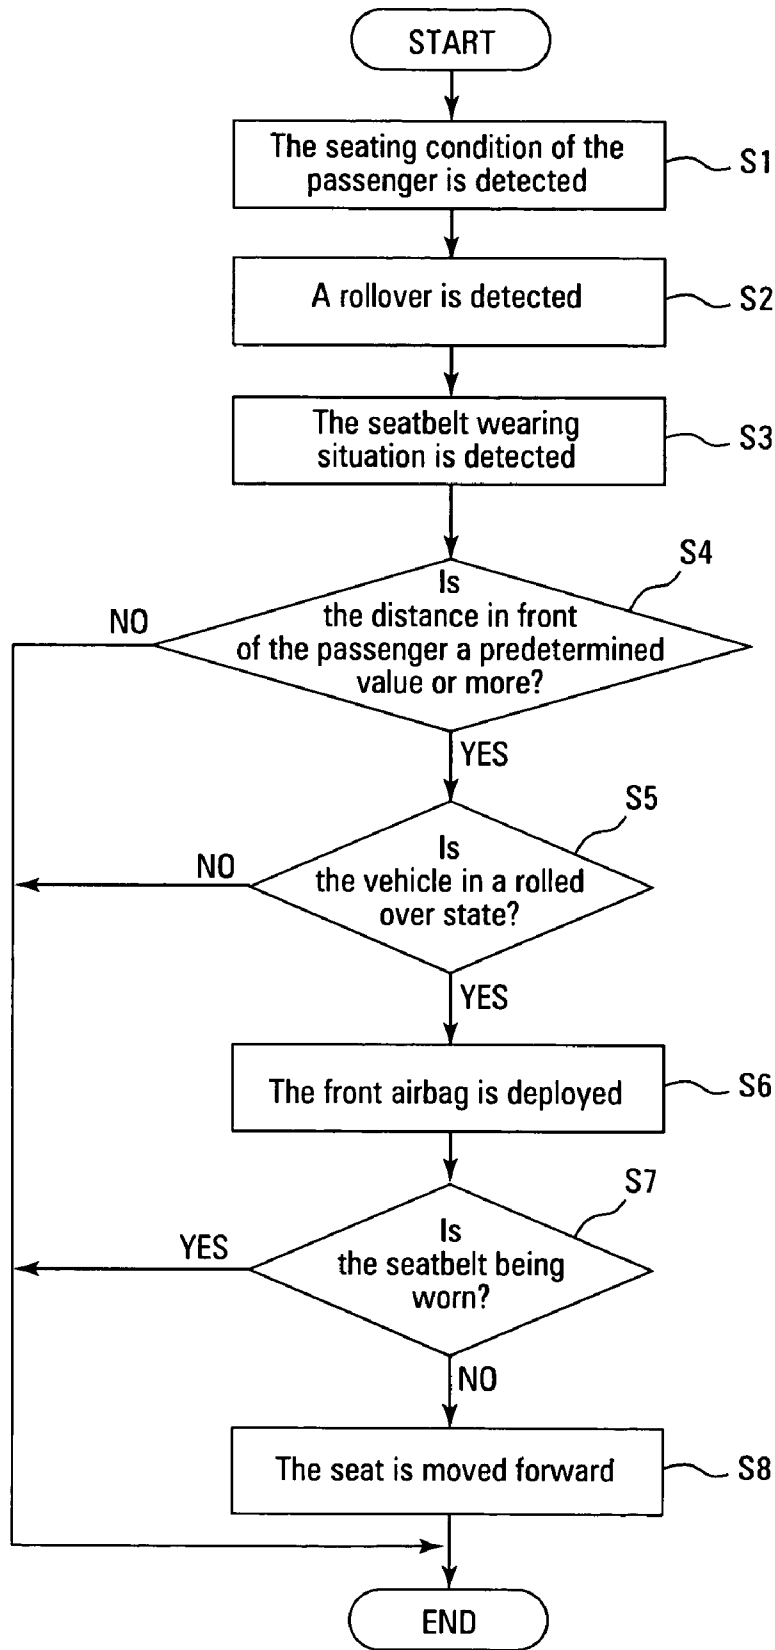 START
The seating condition of the
passenger is detected
S1
A rollover is detected
S2
The seatbelt wearing
situation is detected
S3
S4
Is
the distance in front
of the passenger a predetermined
value or more?
NO
YES
S5
Is
the vehicle in a rolled
over state?
NO
YES
The front airbag is deployed
S6
S7
Is
the seatbelt being
worn?
YES
NO
The seat is moved forward
S8
END